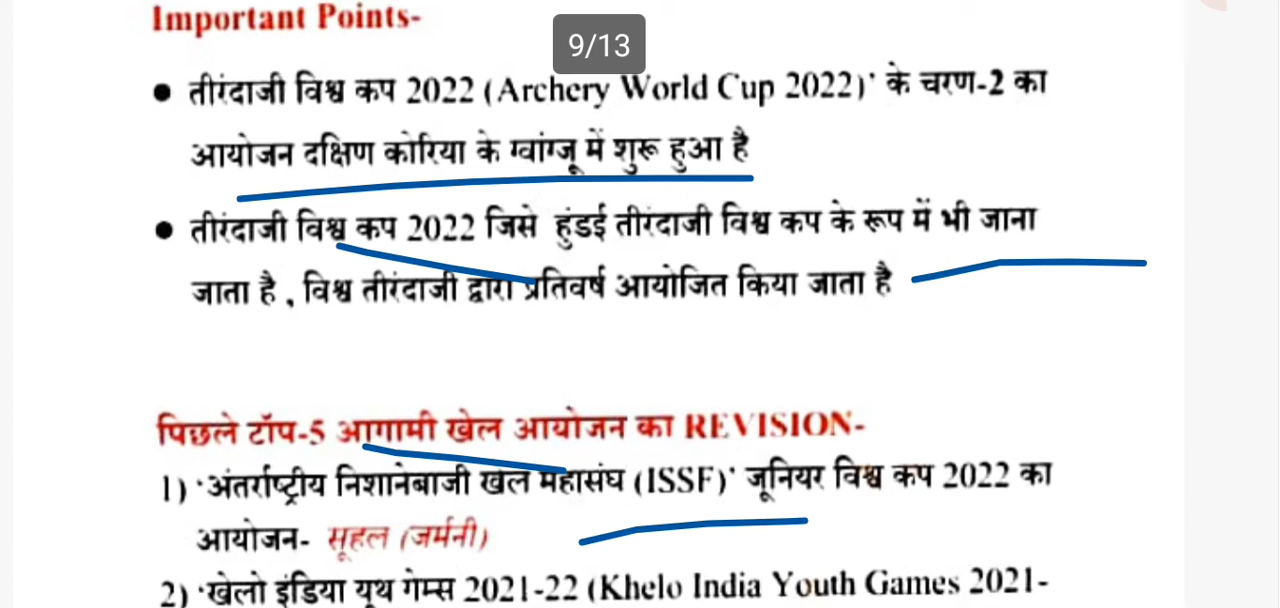 Important Points-
9/13
● तीरंदाजी विश्व कप 2022 (Archery World Cup 2022)' के चरण-2 का
आयोजन दक्षिण कोरिया के ग्वांग्जू में शुरू हुआ है
● तीरंदाजी विश्व कप 2022 जिसे हुंडई तीरंदाजी विश्व कप के रूप में भी जाना
जाता है , विश्व तीरंदाजी द्वारा प्रतिवर्ष आयोजित किया जाता है
पिछले टॉप-5 आगामी खेल आयोजन का REVISION-
1) 'अंतर्राष्ट्रीय निशानेबाजी खेल महासंघ (ISSF)' जूनियर विश्व कप 2022 का
आयोजन- सूहल (जर्मनी)
2) 'खेलो इंडिया यूथ गेम्स 2021-22 (Khelo India Youth Games 2021-